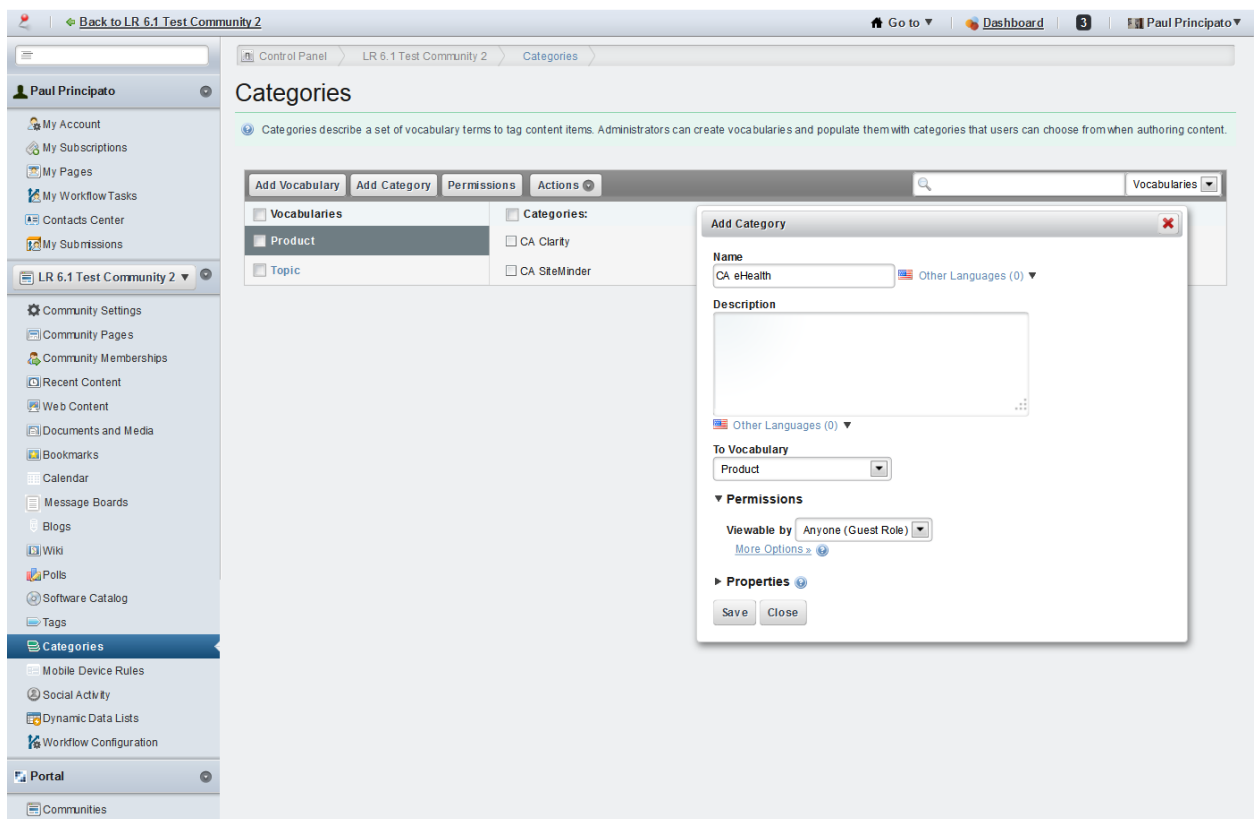 Back to LR 6.1 Test Community 2
Go to ▼
Dashboard
3
Paul Principato ▼
Control Panel
LR 6.1 Test Community 2
Categories
Paul Principato
My Account
My Subscriptions
My Pages
My Workflow Tasks
Contacts Center
My Submissions
LR 6.1 Test Community 2 ▼
Community Settings
Community Pages
Community Memberships
Recent Content
Web Content
Documents and Media
Bookmarks
Calendar
Message Boards
Blogs
Wiki
Polls
Software Catalog
Tags
Categories
Mobile Device Rules
Social Activity
Dynamic Data Lists
Workflow Configuration
Portal
Communities
Categories
Categories describe a set of vocabulary terms to tag content items. Administrators can create vocabularies and populate them with categories that users can choose from when authoring content.
Add Vocabulary
Add Category
Permissions
Actions
Vocabularies
Vocabularies
Categories:
Product
CA Clarity
Topic
CA SiteMinder
Add Category
Name
CA eHealth
Other Languages (0) ▼
Description
Other Languages (0) ▼
To Vocabulary
Product
▼ Permissions
Viewable by Anyone (Guest Role)
More Options »
► Properties
Save
Close